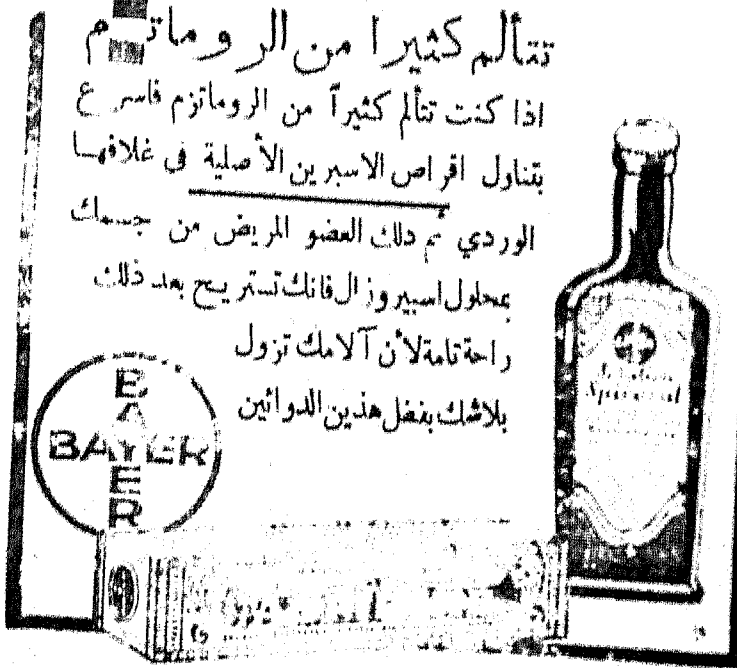 تتألم كثيرا من الروماتزم
اذا كنت تتألم كثيراً من الروماتزم فاسرع
بتناول اقراص الاسبرين الأصلية في غلافها
الوردي ثم دلك العضو المريض من جسمك
بمحلول اسبيروزال فانك تستريح بعد ذلك
راحة تامة لأن آلامك تزول
بلاشك بفضل هذين الدوائين
BAYER
BAYER